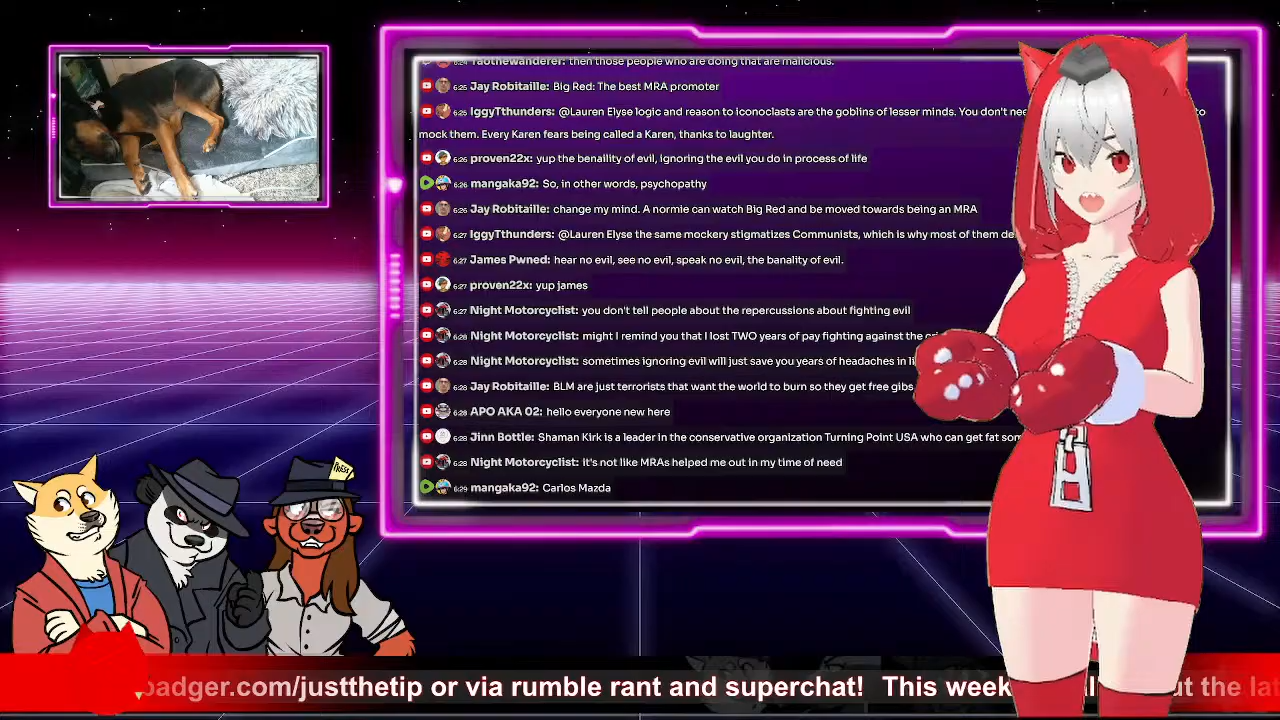 then those people who are doing that are malicious.
6:25 Jay Robitaille: Big Red: The best MRA promoter
6:25 IggyTthunders: @Lauren Elyse logic and reason to iconoclasts are the goblins of lesser minds. You don't
mock them. Every Karen fears being called a Karen, thanks to laughter.
6:26 proven22x: yup the benaillity of evil, ignoring the evil you do in process of life
6:26 mangaka92: So, in other words, psychopathy
6:26 Jay Robitaille: change my mind. A normie can watch Big Red and be moved towards being an MRA
6:27 IggyTthunders: @Lauren Elyse the same mockery stigmatizes Communists, which is why most of them
6:27 James Pwned: hear no evil, see no evil, speak no evil, the banality of evil.
6:27 proven22x: yup james
6:27 Night Motorcyclist: you don't tell people about the repercussions about fighting evil
6:28 Night Motorcyclist: might i remind you that I lost TWO years of pay fighting against the
6:28 Night Motorcyclist: sometimes ignoring evil will just save you years of headaches in
6:28 Jay Robitaille: BLM are just terrorists that want the world to burn so they get free gibs
6:28 APO AKA 02: hello everyone new here
6:28 Jinn Bottle: Shaman Kirk is a leader in the conservative organization Turning Point USA who can get fat
6:28 Night Motorcyclist: it's not like MRAs helped me out in my time of need
6:29 mangaka92: Carlos Mazda
PRESS
badger.com/justthetip or via rumble rant and superchat! This week the